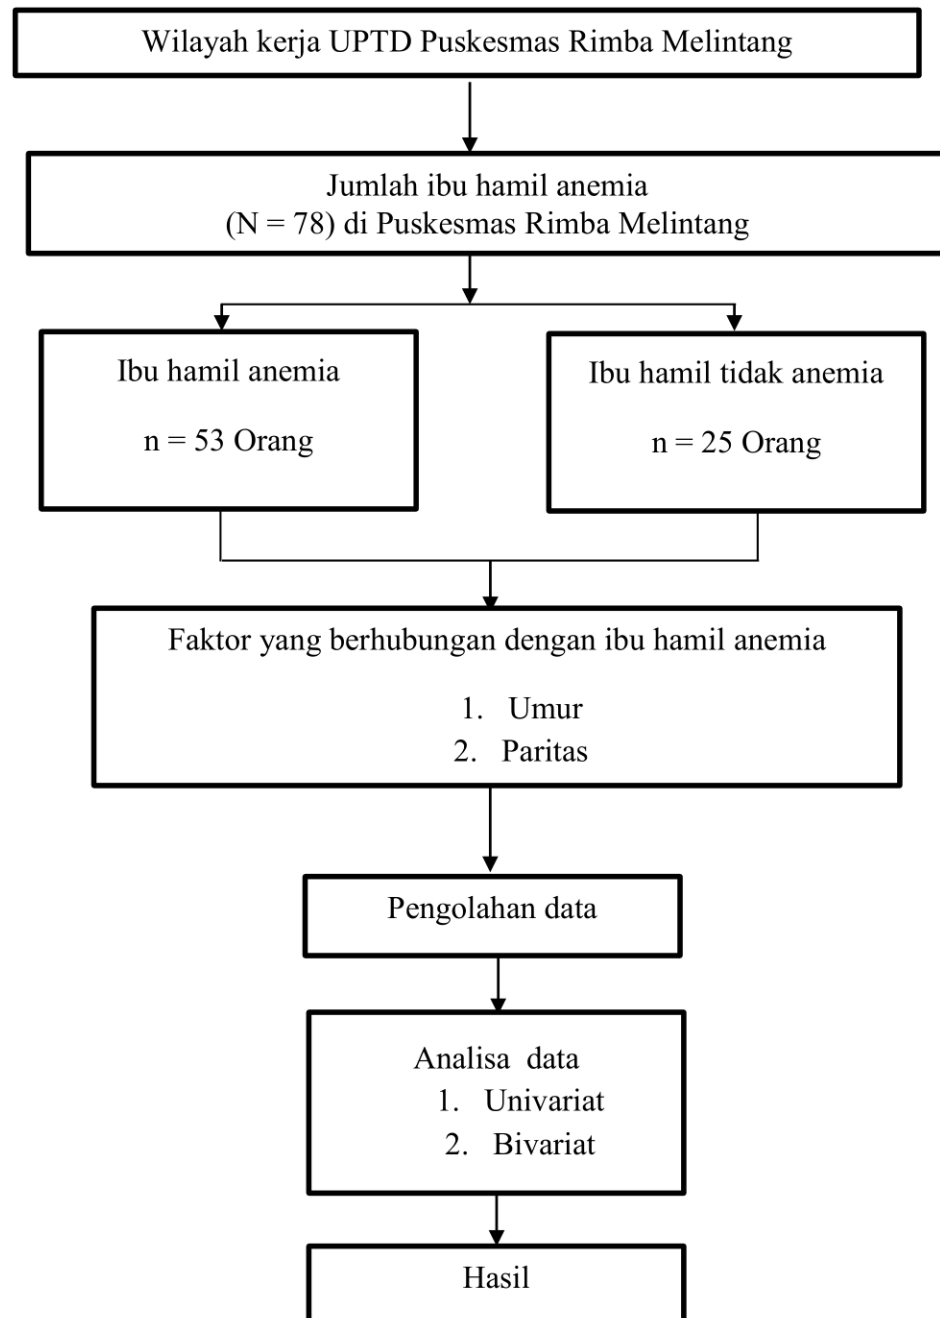 Wilayah kerja UPTD Puskesmas Rimba Melintang
Jumlah ibu hamil anemia
(N = 78) di Puskesmas Rimba Melintang
Ibu hamil anemia
n = 53 Orang
Ibu hamil tidak anemia
n = 25 Orang
Faktor yang berhubungan dengan ibu hamil anemia
1. Umur
2. Paritas
Pengolahan data
Analisa data
1. Univariat
2. Bivariat
Hasil